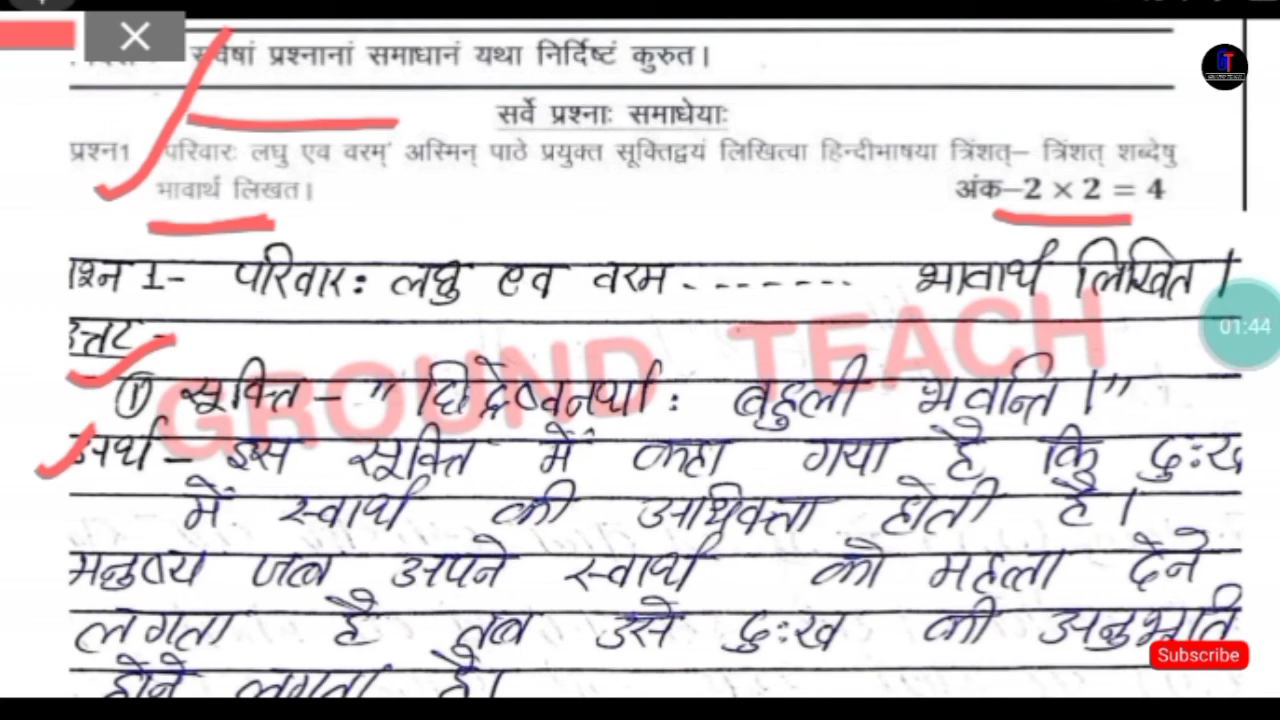 सर्वेषां प्रश्नानां समाधानं यथा निर्दिष्टं कुरुत।
सर्वे प्रश्नाः समाधेयाः
प्रश्न1 परिवारः लघु एव वरम् अस्मिन् पाठे प्रयुक्त सूक्तिद्वयं लिखित्वा हिन्दीभाषया त्रिंशत्– त्रिंशत् शब्देषु
भावार्थं लिखत। अंक–2 × 2 = 4
प्रश्न 1- परिवार: लघु एव वरम - - - - - - - भावार्थ लिखित।
उत्तर -
GROUND TEACH
① सूक्ति - " छिद्रेष्वनर्था: बहुली भवन्ति।"
अर्थ - इस सूक्ति में कहा गया है कि दुःख
में स्वार्थ की अधिकता होती है।
मनुष्य जब अपने स्वार्थ को महत्ता देने
लगता है तब उसे दुःख की अनुभूति
होने लगता है।
01:44
Subscribe